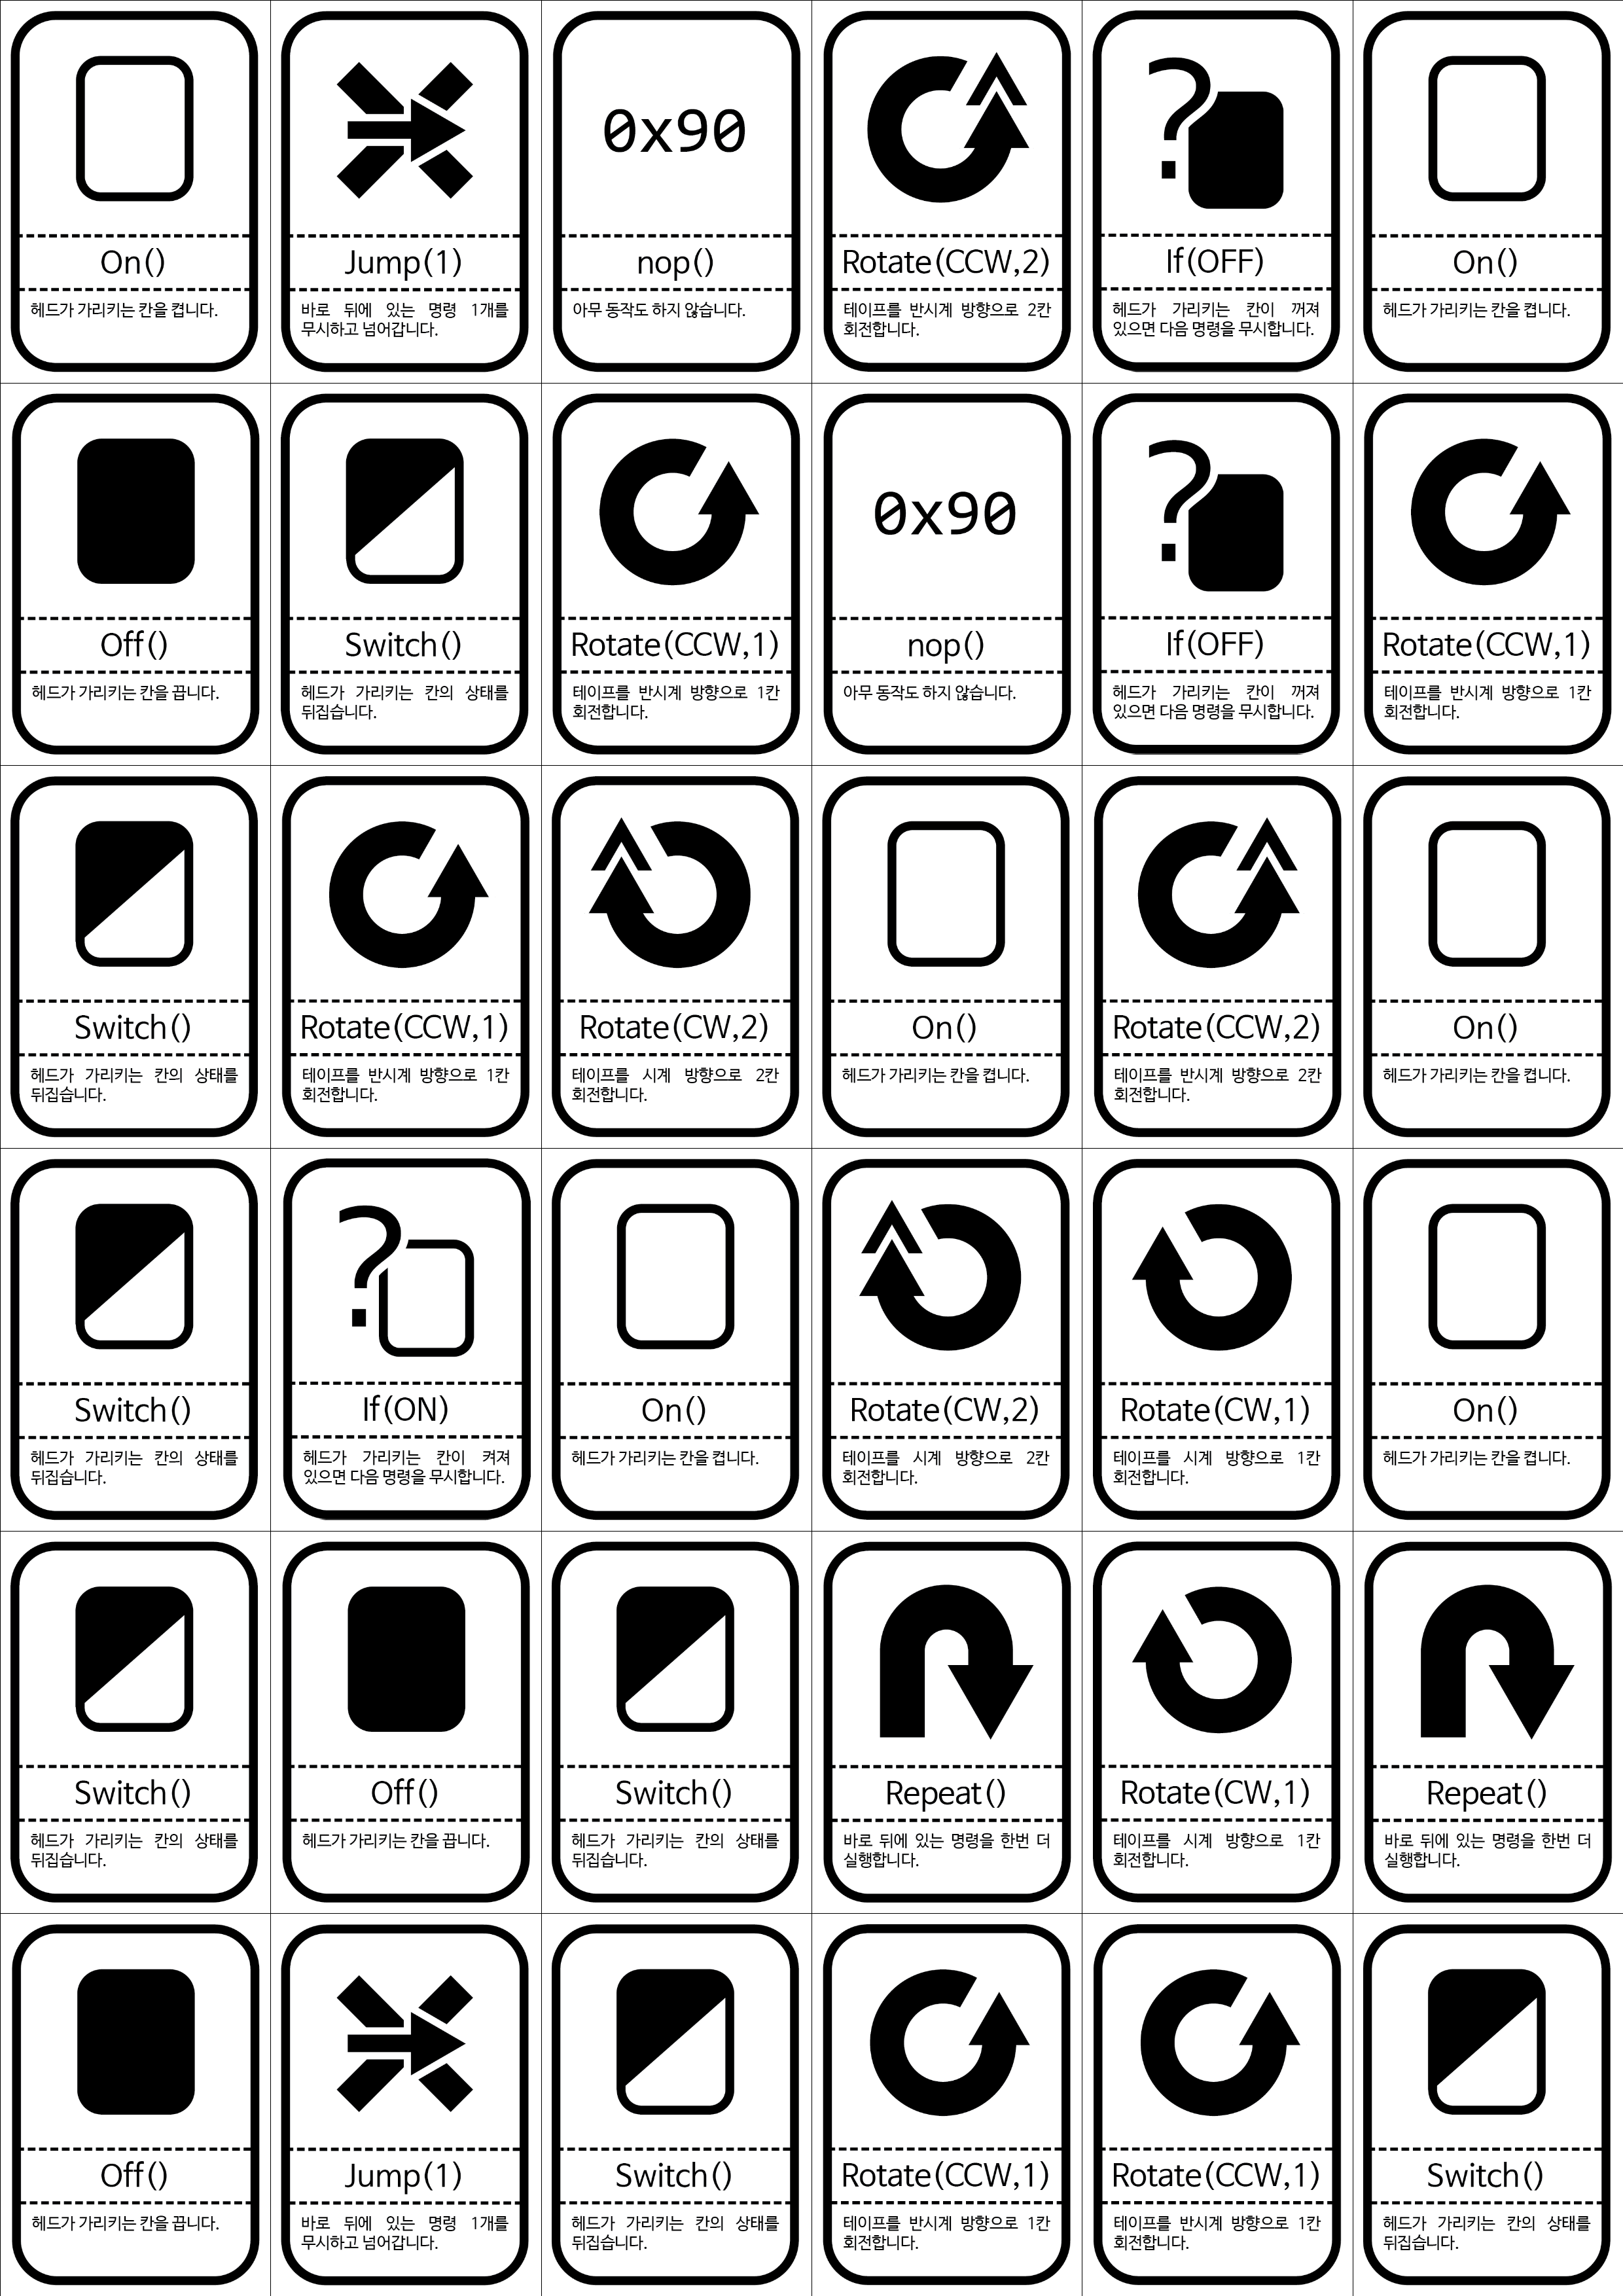 On()
헤드가 가리키는 칸을 켭니다.
Jump(1)
바로 뒤에 있는 명령 1개를
무시하고 넘어갑니다.
0x90
nop()
아무 동작도 하지 않습니다.
Rotate(CCW,2)
테이프를 반시계 방향으로 2칸
회전합니다.
?
If(OFF)
헤드가 가리키는 칸이 꺼져
있으면 다음 명령을 무시합니다.
On()
헤드가 가리키는 칸을 켭니다.
Off()
헤드가 가리키는 칸을 끕니다.
Switch()
헤드가 가리키는 칸의 상태를
뒤집습니다.
Rotate(CCW,1)
테이프를 반시계 방향으로 1칸
회전합니다.
0x90
nop()
아무 동작도 하지 않습니다.
?
If(OFF)
헤드가 가리키는 칸이 꺼져
있으면 다음 명령을 무시합니다.
Rotate(CCW,1)
테이프를 반시계 방향으로 1칸
회전합니다.
Switch()
헤드가 가리키는 칸의 상태를
뒤집습니다.
Rotate(CCW,1)
테이프를 반시계 방향으로 1칸
회전합니다.
Rotate(CW,2)
테이프를 시계 방향으로 2칸
회전합니다.
On()
헤드가 가리키는 칸을 켭니다.
Rotate(CCW,2)
테이프를 반시계 방향으로 2칸
회전합니다.
On()
헤드가 가리키는 칸을 켭니다.
Switch()
헤드가 가리키는 칸의 상태를
뒤집습니다.
?
If(ON)
헤드가 가리키는 칸이 켜져
있으면 다음 명령을 무시합니다.
On()
헤드가 가리키는 칸을 켭니다.
Rotate(CW,2)
테이프를 시계 방향으로 2칸
회전합니다.
Rotate(CW,1)
테이프를 시계 방향으로 1칸
회전합니다.
On()
헤드가 가리키는 칸을 켭니다.
Switch()
헤드가 가리키는 칸의 상태를
뒤집습니다.
Off()
헤드가 가리키는 칸을 끕니다.
Switch()
헤드가 가리키는 칸의 상태를
뒤집습니다.
Repeat()
바로 뒤에 있는 명령을 한번 더
실행합니다.
Rotate(CW,1)
테이프를 시계 방향으로 1칸
회전합니다.
Repeat()
바로 뒤에 있는 명령을 한번 더
실행합니다.
Off()
헤드가 가리키는 칸을 끕니다.
Jump(1)
바로 뒤에 있는 명령 1개를
무시하고 넘어갑니다.
Switch()
헤드가 가리키는 칸의 상태를
뒤집습니다.
Rotate(CCW,1)
테이프를 반시계 방향으로 1칸
회전합니다.
Rotate(CCW,1)
테이프를 반시계 방향으로 1칸
회전합니다.
Switch()
헤드가 가리키는 칸의 상태를
뒤집습니다.